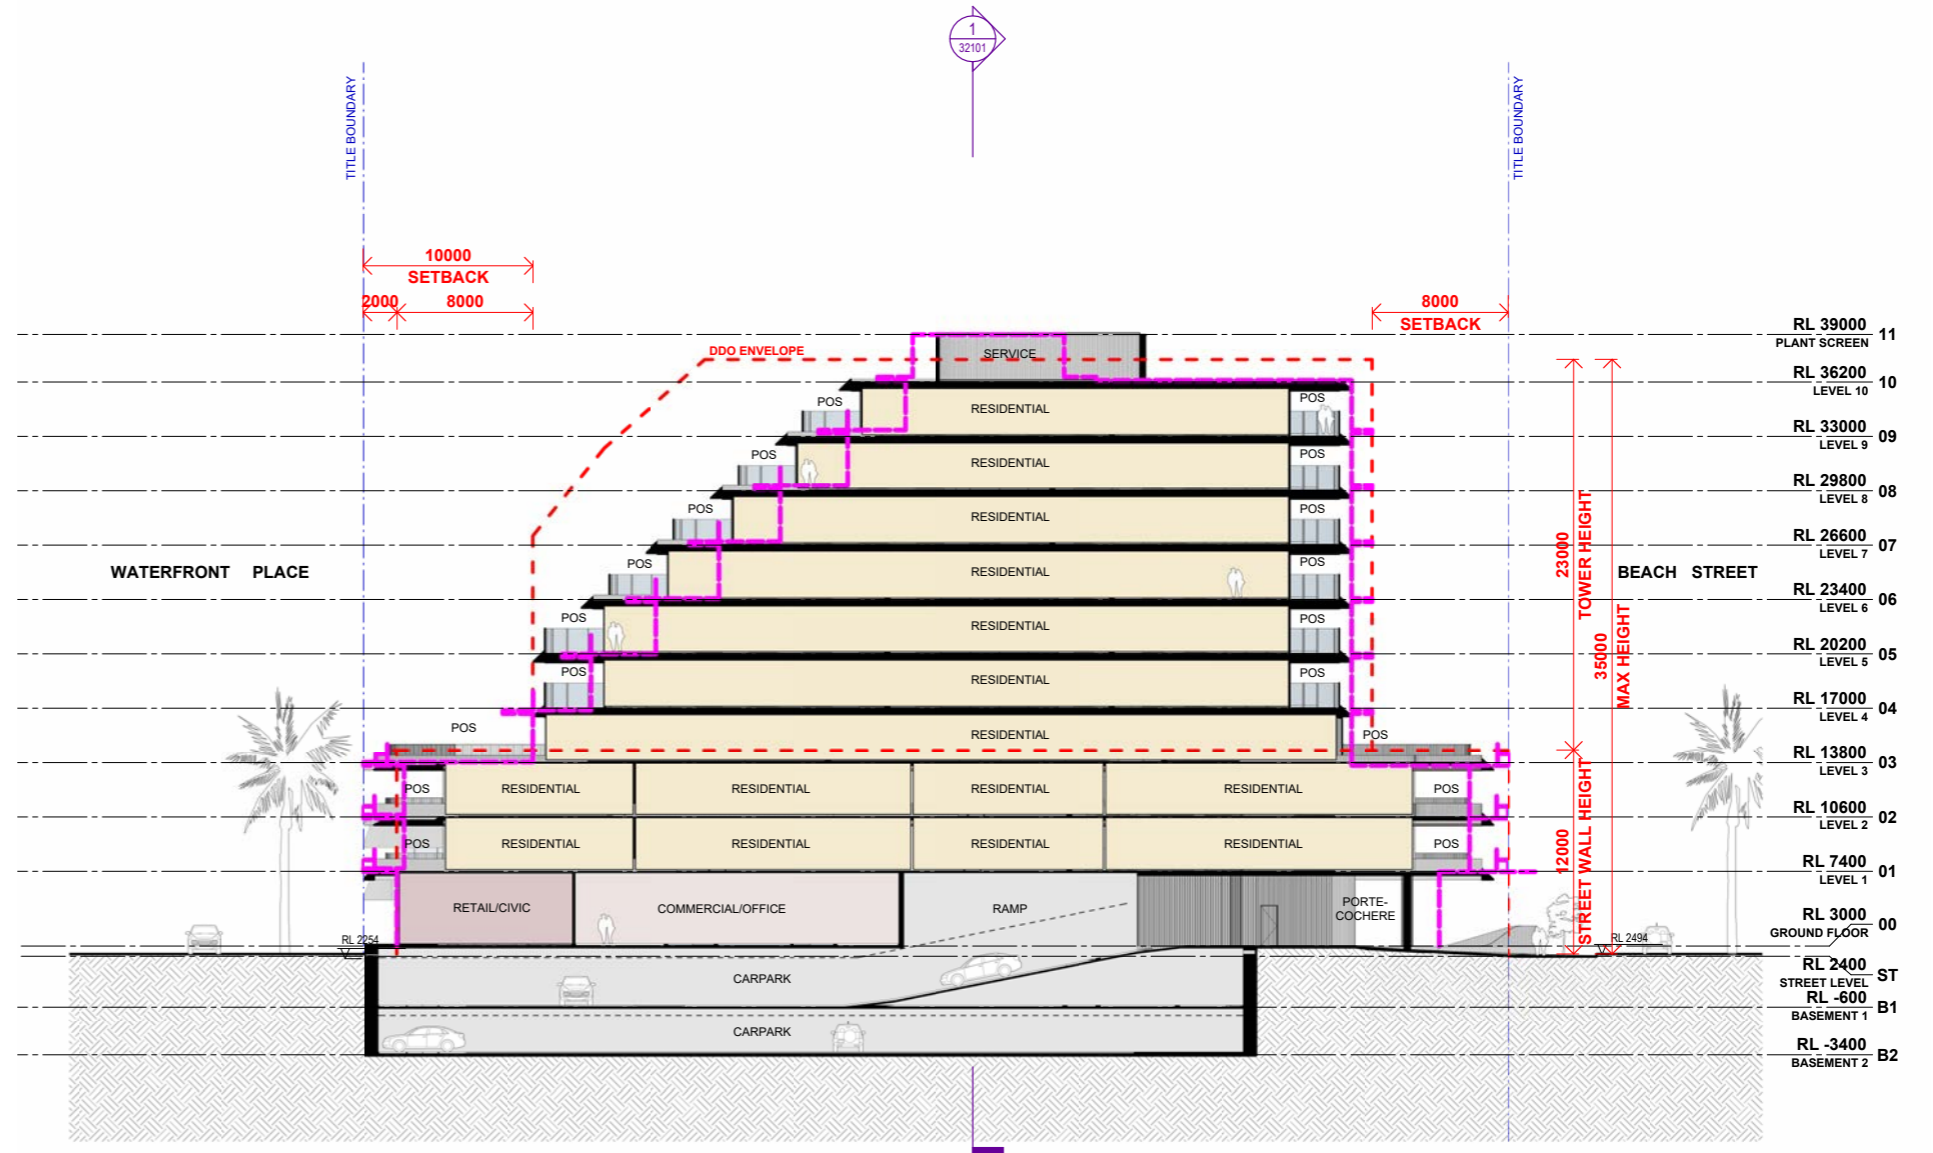 1
32101
TITLE BOUNDARY
TITLE BOUNDARY
10000
SETBACK
2000
8000
8000
SETBACK
DDO ENVELOPE
SERVICE
RL 39000 11
PLANT SCREEN
RL 36200 10
LEVEL 10
POS
RESIDENTIAL
POS
RL 33000 09
LEVEL 9
POS
RESIDENTIAL
POS
RL 29800 08
LEVEL 8
POS
RESIDENTIAL
POS
RL 26600 07
LEVEL 7
WATERFRONT PLACE
POS
RESIDENTIAL
POS
23000
TOWER HEIGHT
BEACH STREET
RL 23400 06
LEVEL 6
POS
RESIDENTIAL
POS
35000
MAX HEIGHT
RL 20200 05
LEVEL 5
POS
RESIDENTIAL
POS
RL 17000 04
LEVEL 4
POS
RESIDENTIAL
POS
RL 13800 03
LEVEL 3
POS
RESIDENTIAL
RESIDENTIAL
RESIDENTIAL
RESIDENTIAL
POS
RL 10600 02
LEVEL 2
POS
RESIDENTIAL
RESIDENTIAL
RESIDENTIAL
RESIDENTIAL
POS
12000
STREET WALL HEIGHT
RL 7400 01
LEVEL 1
RETAIL/CIVIC
COMMERCIAL/OFFICE
RAMP
PORTE-
COCHERE
RL 3000 00
GROUND FLOOR
RL 2254
RL 2494
RL 2400 ST
STREET LEVEL
CARPARK
RL -600 B1
BASEMENT 1
CARPARK
RL -3400 B2
BASEMENT 2